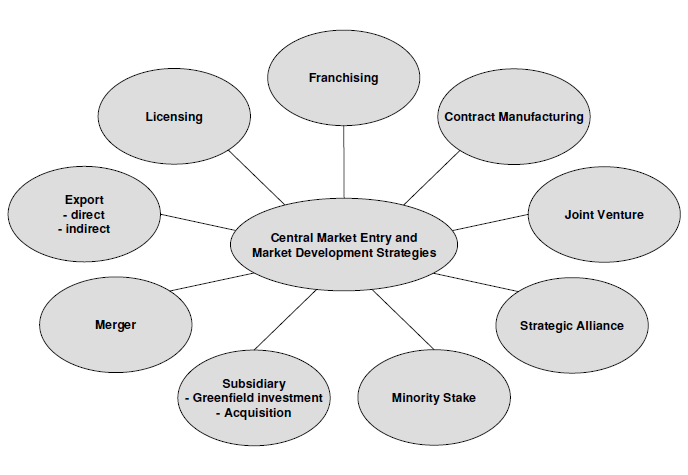 Franchising
Licensing
Contract Manufacturing
Export
- direct
- indirect
Joint Venture
Central Market Entry and
Market Development Strategies
Merger
Strategic Alliance
Subsidiary
- Greenfield investment
- Acquisition
Minority Stake